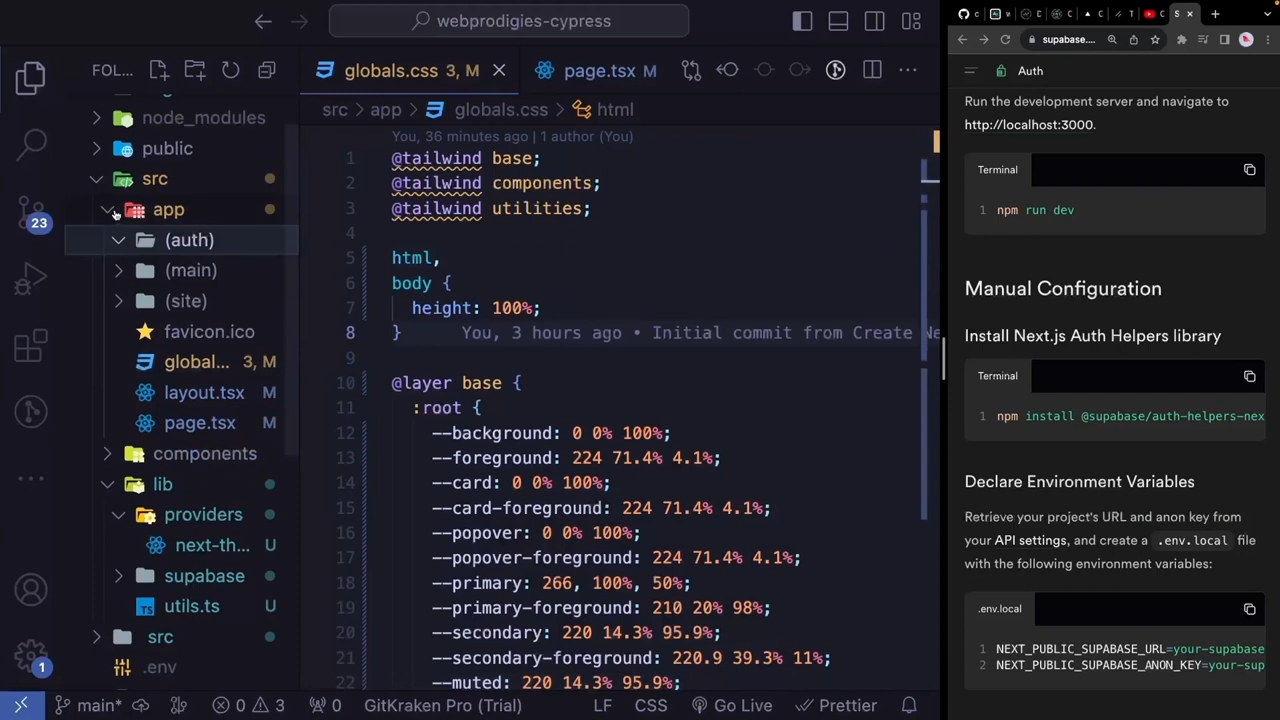 webprodigies-cypress
FOL...
node_modules
public
src
app
(auth)
(main)
(site)
favicon.ico
global... 3, M
layout.tsx M
page.tsx M
components
lib
providers
next-th... U
supabase
utils.ts U
src
.env
23
1
globals.css 3, M
page.tsx M
src > app > globals.css > html
You, 36 minutes ago | 1 author (You)
1 @tailwind base;
2 @tailwind components;
3 @tailwind utilities;
4
5 html,
6 body {
7 height: 100%;
8 } You, 3 hours ago • Initial commit from Create Ne
9
10 @layer base {
11 :root {
12 --background: 0 0% 100%;
13 --foreground: 224 71.4% 4.1%;
14 --card: 0 0% 100%;
15 --card-foreground: 224 71.4% 4.1%;
16 --popover: 0 0% 100%;
17 --popover-foreground: 224 71.4% 4.1%;
18 --primary: 266, 100%, 50%;
19 --primary-foreground: 210 20% 98%;
20 --secondary: 220 14.3% 95.9%;
21 --secondary-foreground: 220.9 39.3% 11%;
22 --muted: 220 14.3% 95.9%;
main* 0 3 0 GitKraken Pro (Trial) LF CSS Go Live Prettier
supabase....
Auth
Run the development server and navigate to
http://localhost:3000.
Terminal
1 npm run dev
Manual Configuration
Install Next.js Auth Helpers library
Terminal
1 npm install @supabase/auth-helpers-nex
Declare Environment Variables
Retrieve your project's URL and anon key from
your API settings, and create a .env.local file
with the following environment variables:
.env.local
1 NEXT_PUBLIC_SUPABASE_URL=your-supabase
2 NEXT_PUBLIC_SUPABASE_ANON_KEY=your-sup